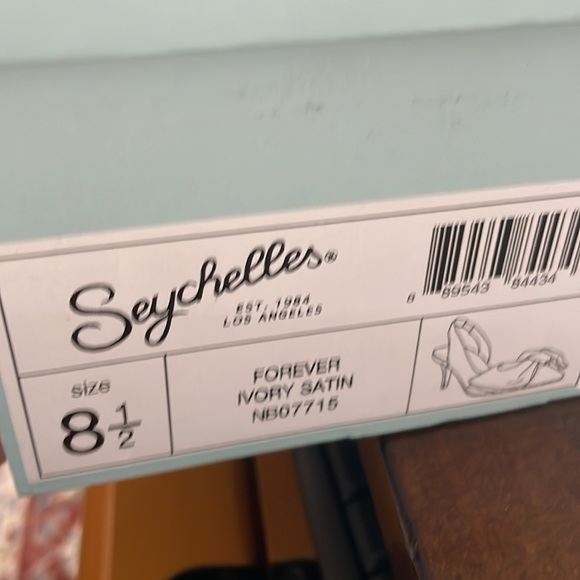 Seychelles®
EST. 1984
LOS ANGELES
8 89543 84434
size
8 1/2
FOREVER
IVORY SATIN
NB07715